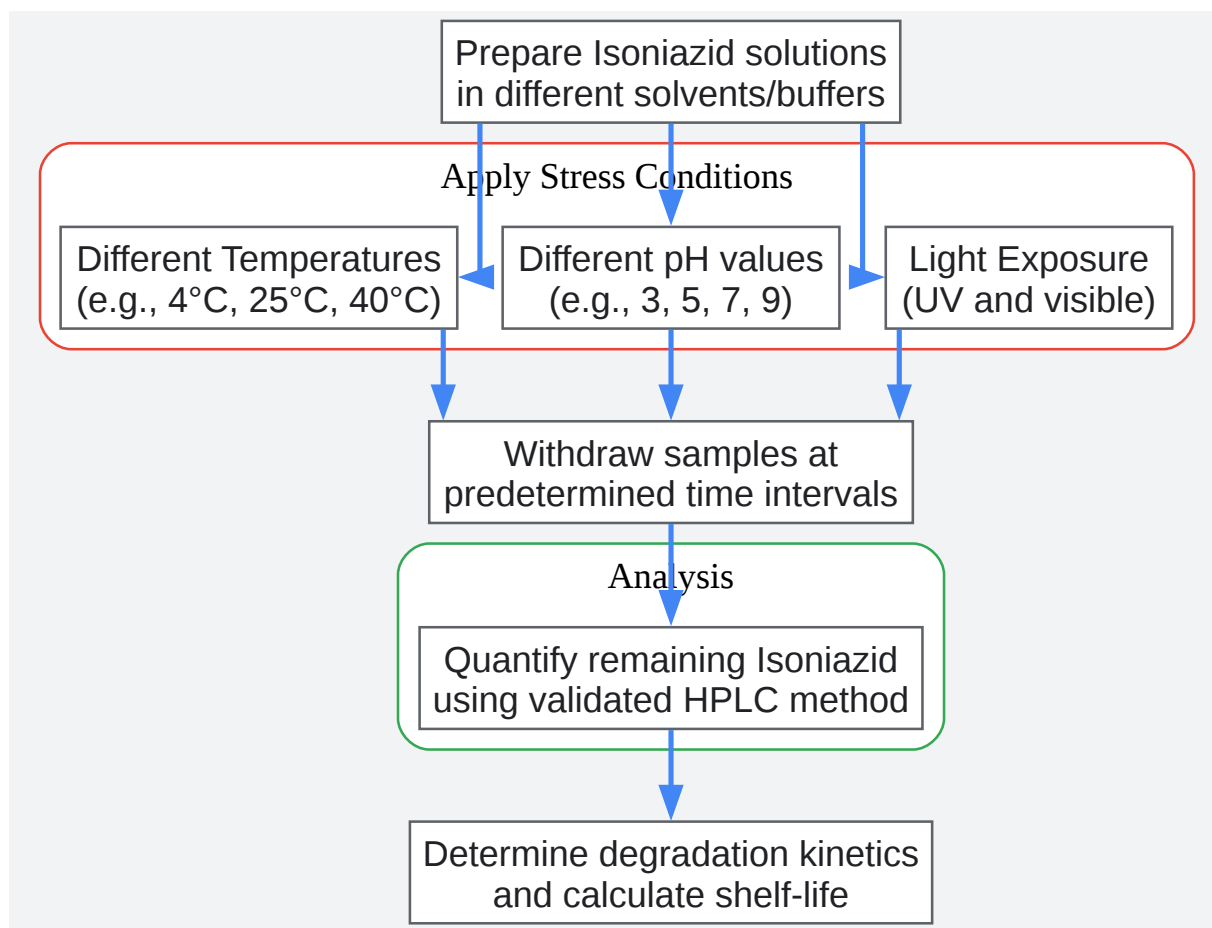 Prepare Isoniazid solutions
in different solvents/buffers
Apply Stress Conditions
Different Temperatures
(e.g., 4°C, 25°C, 40°C)
Different pH values
(e.g., 3, 5, 7, 9)
Light Exposure
(UV and visible)
Withdraw samples at
predetermined time intervals
Analysis
Quantify remaining Isoniazid
using validated HPLC method
Determine degradation kinetics
and calculate shelf-life